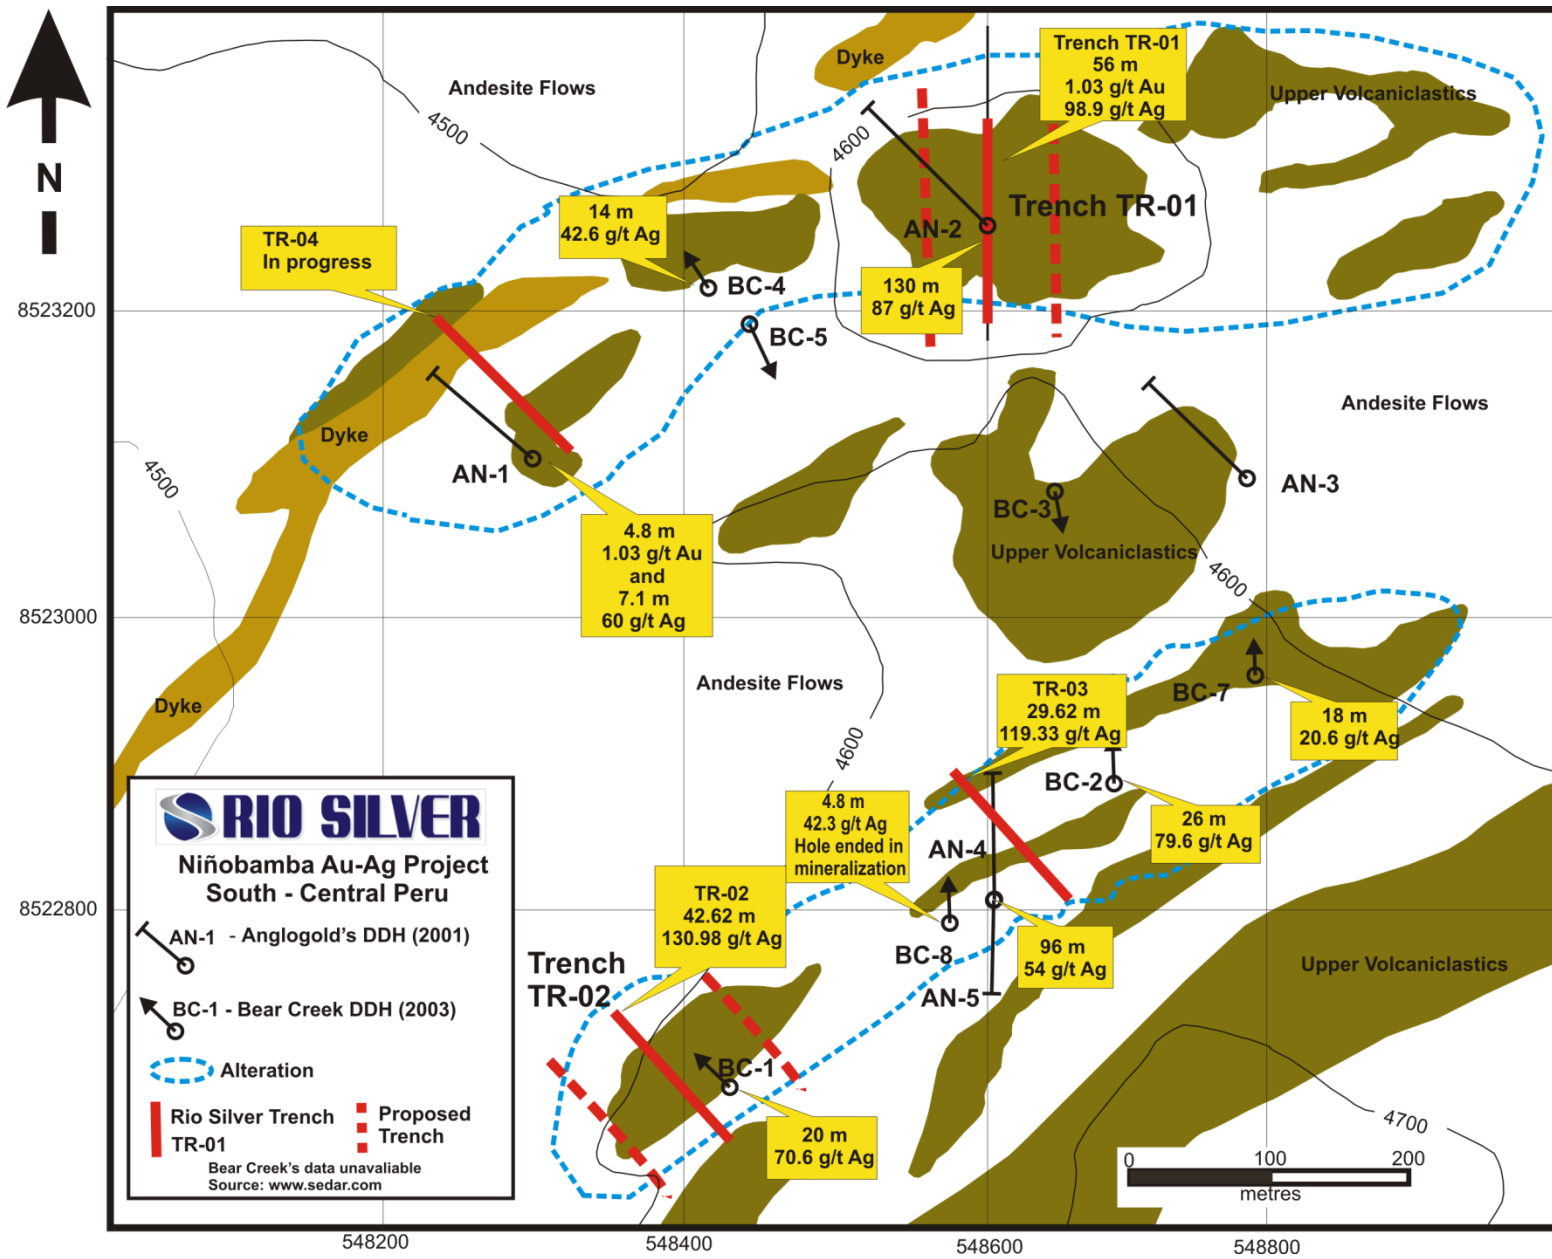 Trench TR-01
56 m
1.03 g/t Au
98.9 g/t Ag
Dyke
Andesite Flows
Upper Volcaniclastics
4500
4600
N
14 m
42.6 g/t Ag
Trench TR-01
AN-2
TR-04
In progress
BC-4
130 m
87 g/t Ag
8523200
BC-5
Andesite Flows
Dyke
4500
AN-1
AN-3
BC-3
4.8 m
1.03 g/t Au
and
7.1 m
60 g/t Ag
Upper Volcaniclastics
4600
8523000
Andesite Flows
TR-03
29.62 m
119.33 g/t Ag
BC-7
Dyke
18 m
20.6 g/t Ag
4600
BC-2
4.8 m
42.3 g/t Ag
Hole ended in
mineralization
26 m
79.6 g/t Ag
AN-4
RIO SILVER
Niñobamba Au-Ag Project
South - Central Peru
TR-02
42.62 m
130.98 g/t Ag
8522800
BC-8
96 m
54 g/t Ag
AN-5
Trench
TR-02
Upper Volcaniclastics
AN-1 - Anglogold's DDH (2001)
BC-1 - Bear Creek DDH (2003)
Alteration
Rio Silver Trench
TR-01
Proposed
Trench
Bear Creek's data unavaliable
Source: www.sedar.com
BC-1
20 m
70.6 g/t Ag
4700
0 100 200
metres
548200
548400
548600
548800